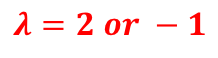 λ = 2 or − 1